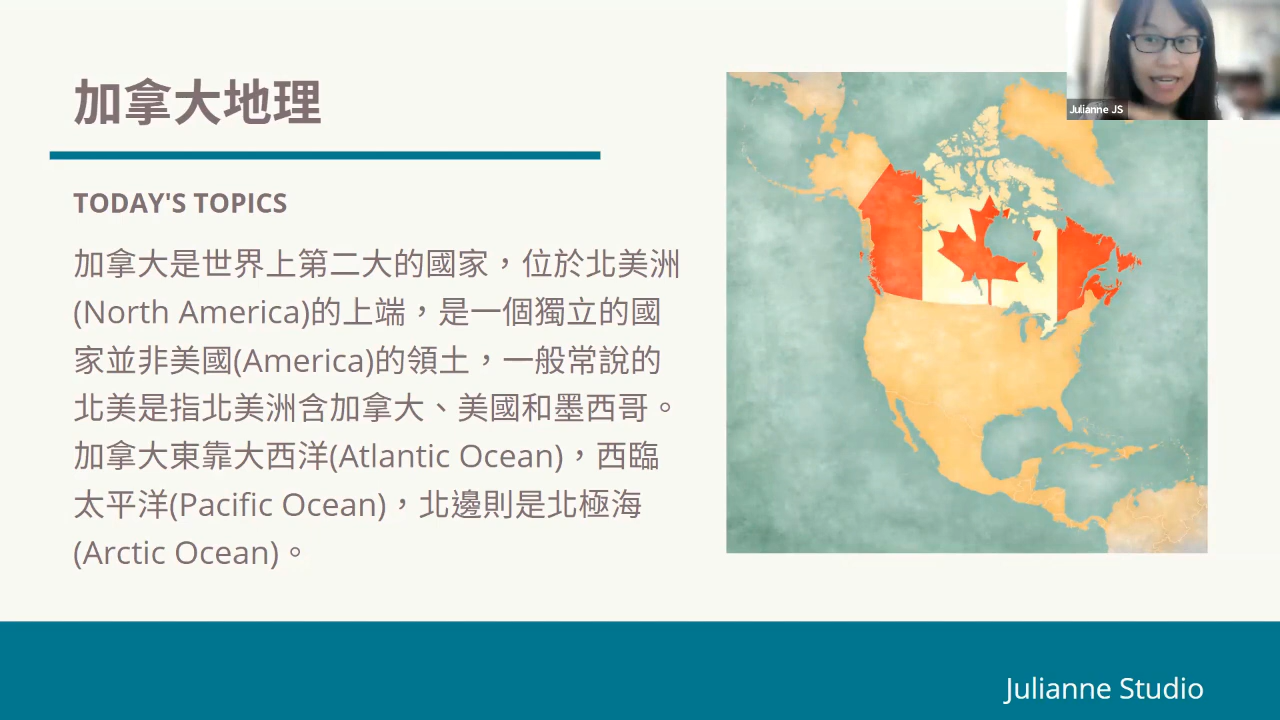 加拿大地理
TODAY'S TOPICS
加拿大是世界上第二大的國家，位於北美洲
(North America)的上端，是一個獨立的國
家並非美國(America)的領土，一般常說的
北美是指北美洲含加拿大、美國和墨西哥。
加拿大東靠大西洋(Atlantic Ocean)，西臨
太平洋(Pacific Ocean)，北邊則是北極海
(Arctic Ocean)。
Julianne JS
Julianne Studio